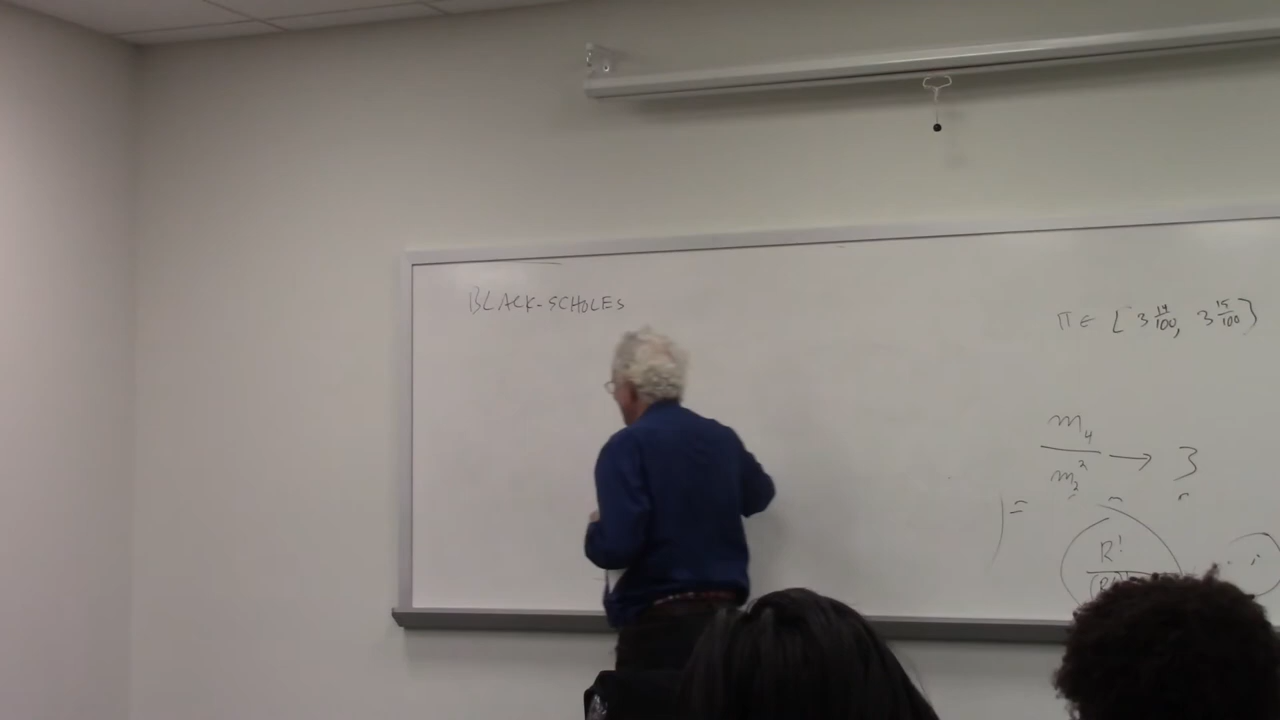 BLACK-SCHOLES
π ∈ [3 14/100, 3 15/100]
m₄/m₂² → 3
) =
R!